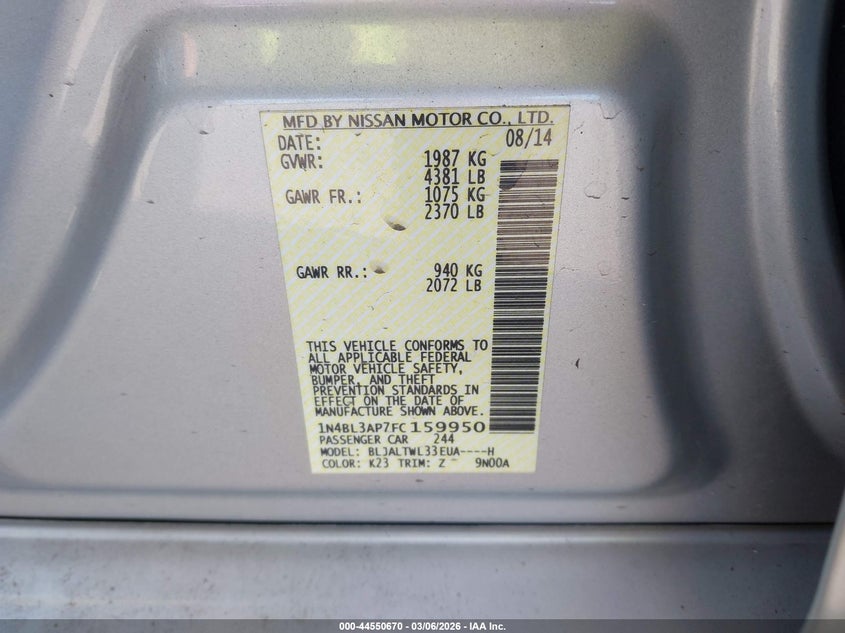 MFD BY NISSAN MOTOR CO., LTD.
DATE: 08/14
GVWR: 1987 KG
4381 LB
GAWR FR.: 1075 KG
2370 LB
GAWR RR.: 940 KG
2072 LB
THIS VEHICLE CONFORMS TO
ALL APPLICABLE FEDERAL
MOTOR VEHICLE SAFETY,
BUMPER, AND THEFT
PREVENTION STANDARDS IN
EFFECT ON THE DATE OF
MANUFACTURE SHOWN ABOVE.
1N4BL3AP7FC159950
PASSENGER CAR 244
MODEL: BLJALTWL33EUA----H
COLOR: K23 TRIM: Z 9N00A
000-44550670 | 03/06/2026 - IAA Inc.